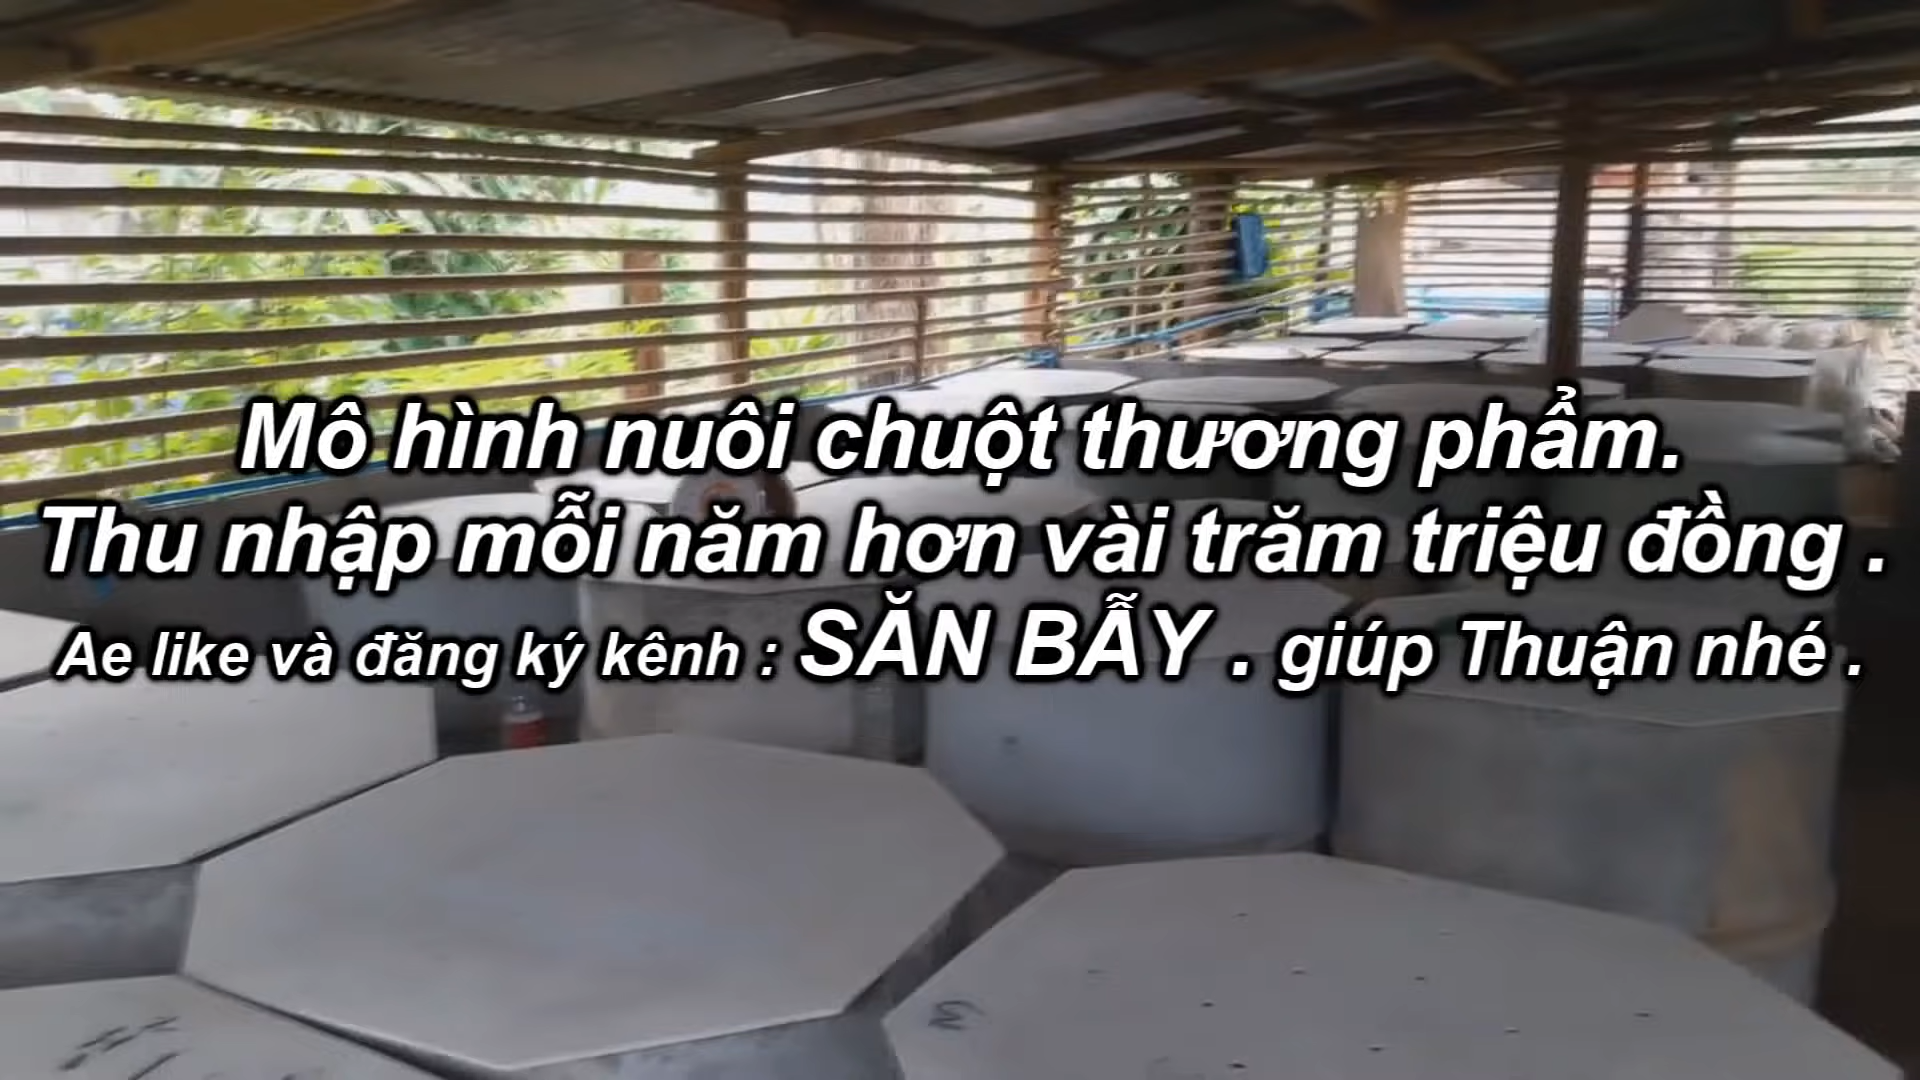 Mô hình nuôi chuột thương phẩm.
Thu nhập mỗi năm hơn vài trăm triệu đồng .
Ae like và đăng ký kênh : SĂN BẪY . giúp Thuận nhé .